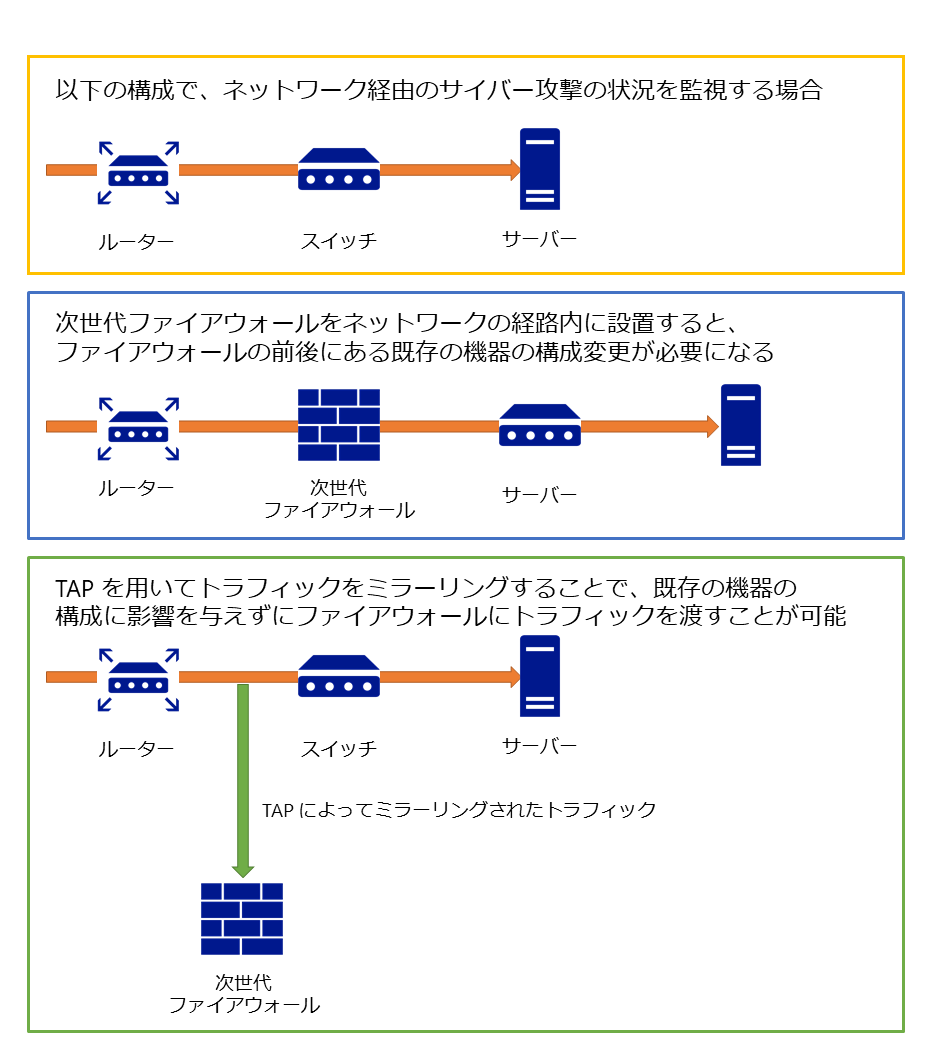 以下の構成で、ネットワーク経由のサイバー攻撃の状況を監視する場合
ルーター
スイッチ
サーバー
次世代ファイアウォールをネットワークの経路内に設置すると、
ファイアウォールの前後にある既存の機器の構成変更が必要になる
ルーター
次世代
ファイアウォール
サーバー
TAP を用いてトラフィックをミラーリングすることで、既存の機器の
構成に影響を与えずにファイアウォールにトラフィックを渡すことが可能
ルーター
スイッチ
サーバー
TAP によってミラーリングされたトラフィック
次世代
ファイアウォール